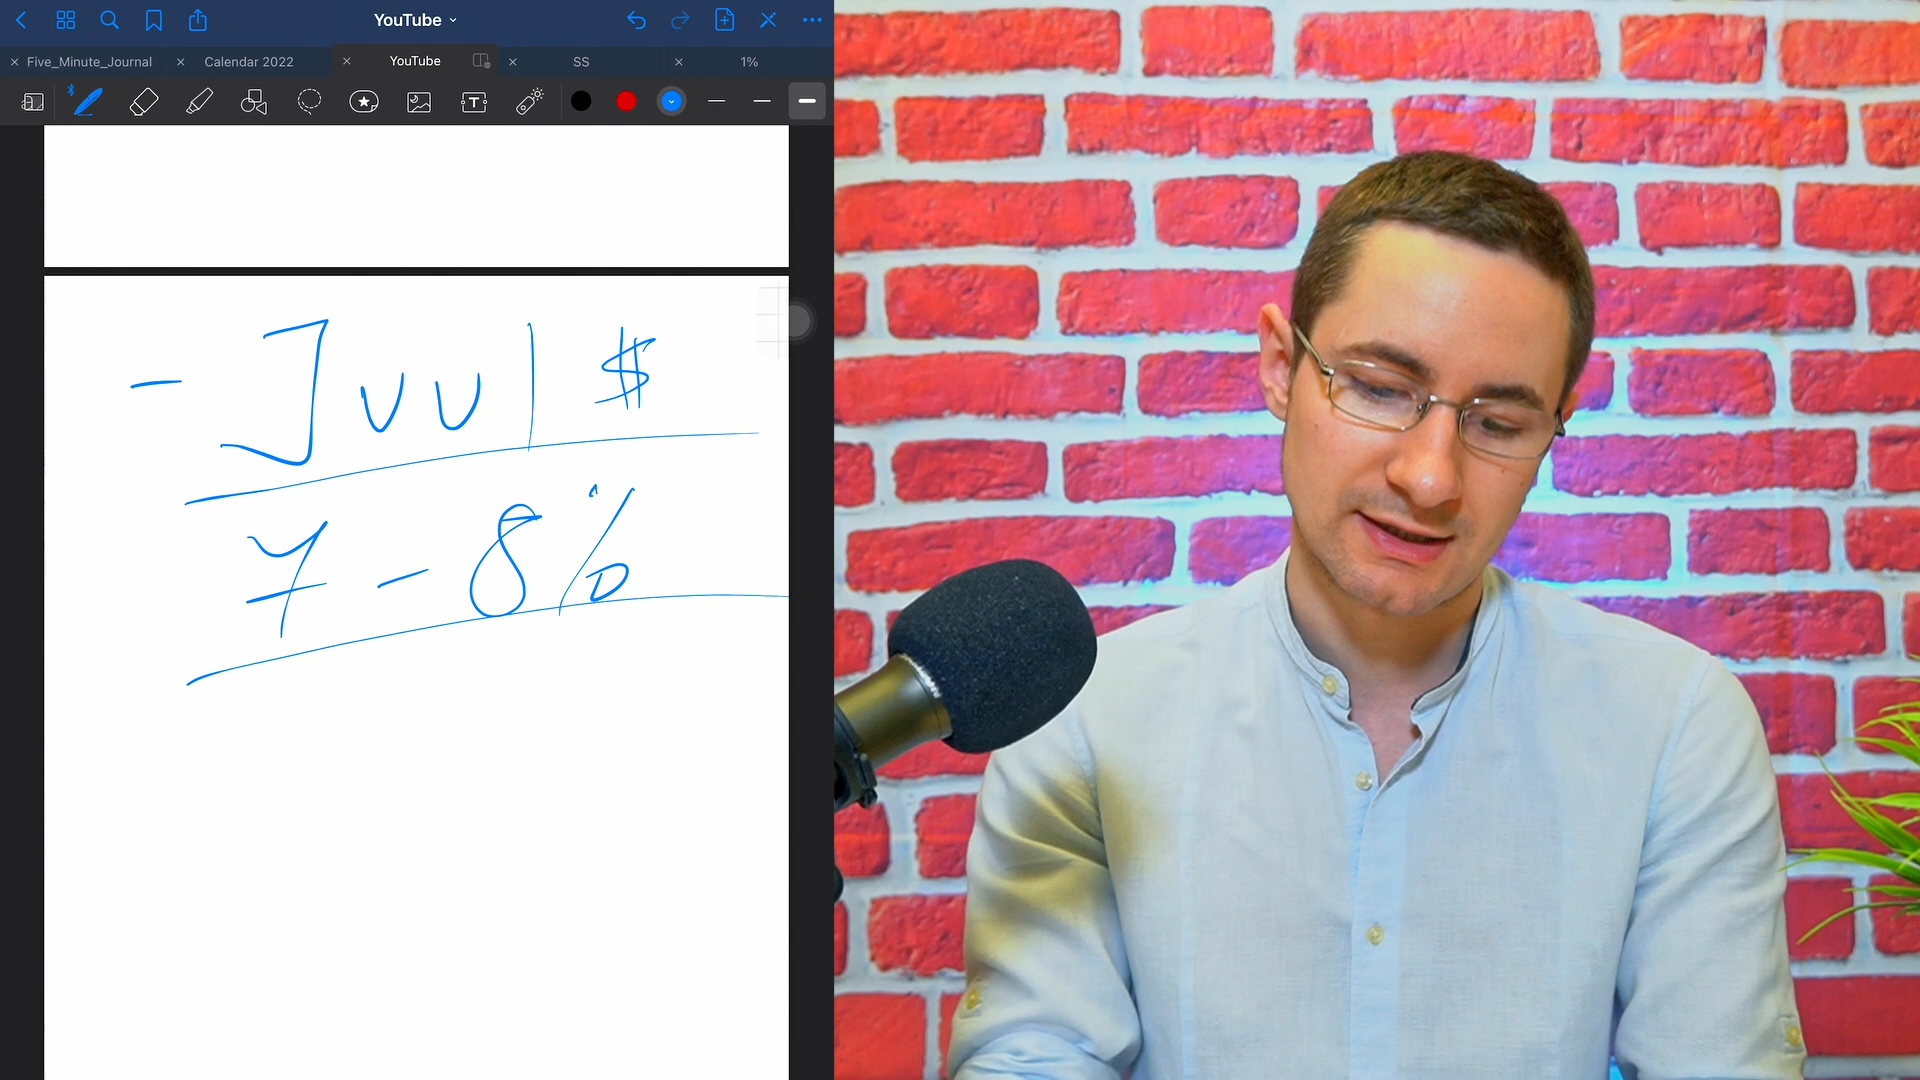 YouTube
Five_Minute_Journal
Calendar 2022
YouTube
SS
1%
- Juul $
7 - 8%